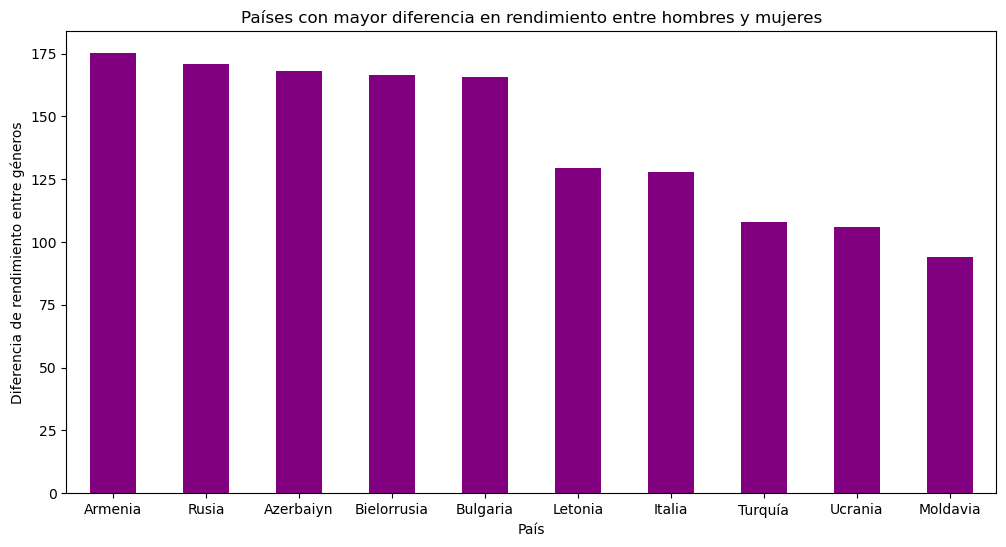 Países con mayor diferencia en rendimiento entre hombres y mujeres
Diferencia de rendimiento entre géneros
175
150
125
100
75
50
25
0
Armenia Rusia Azerbaiyn Bielorrusia Bulgaria Letonia Italia Turquía Ucrania Moldavia
País